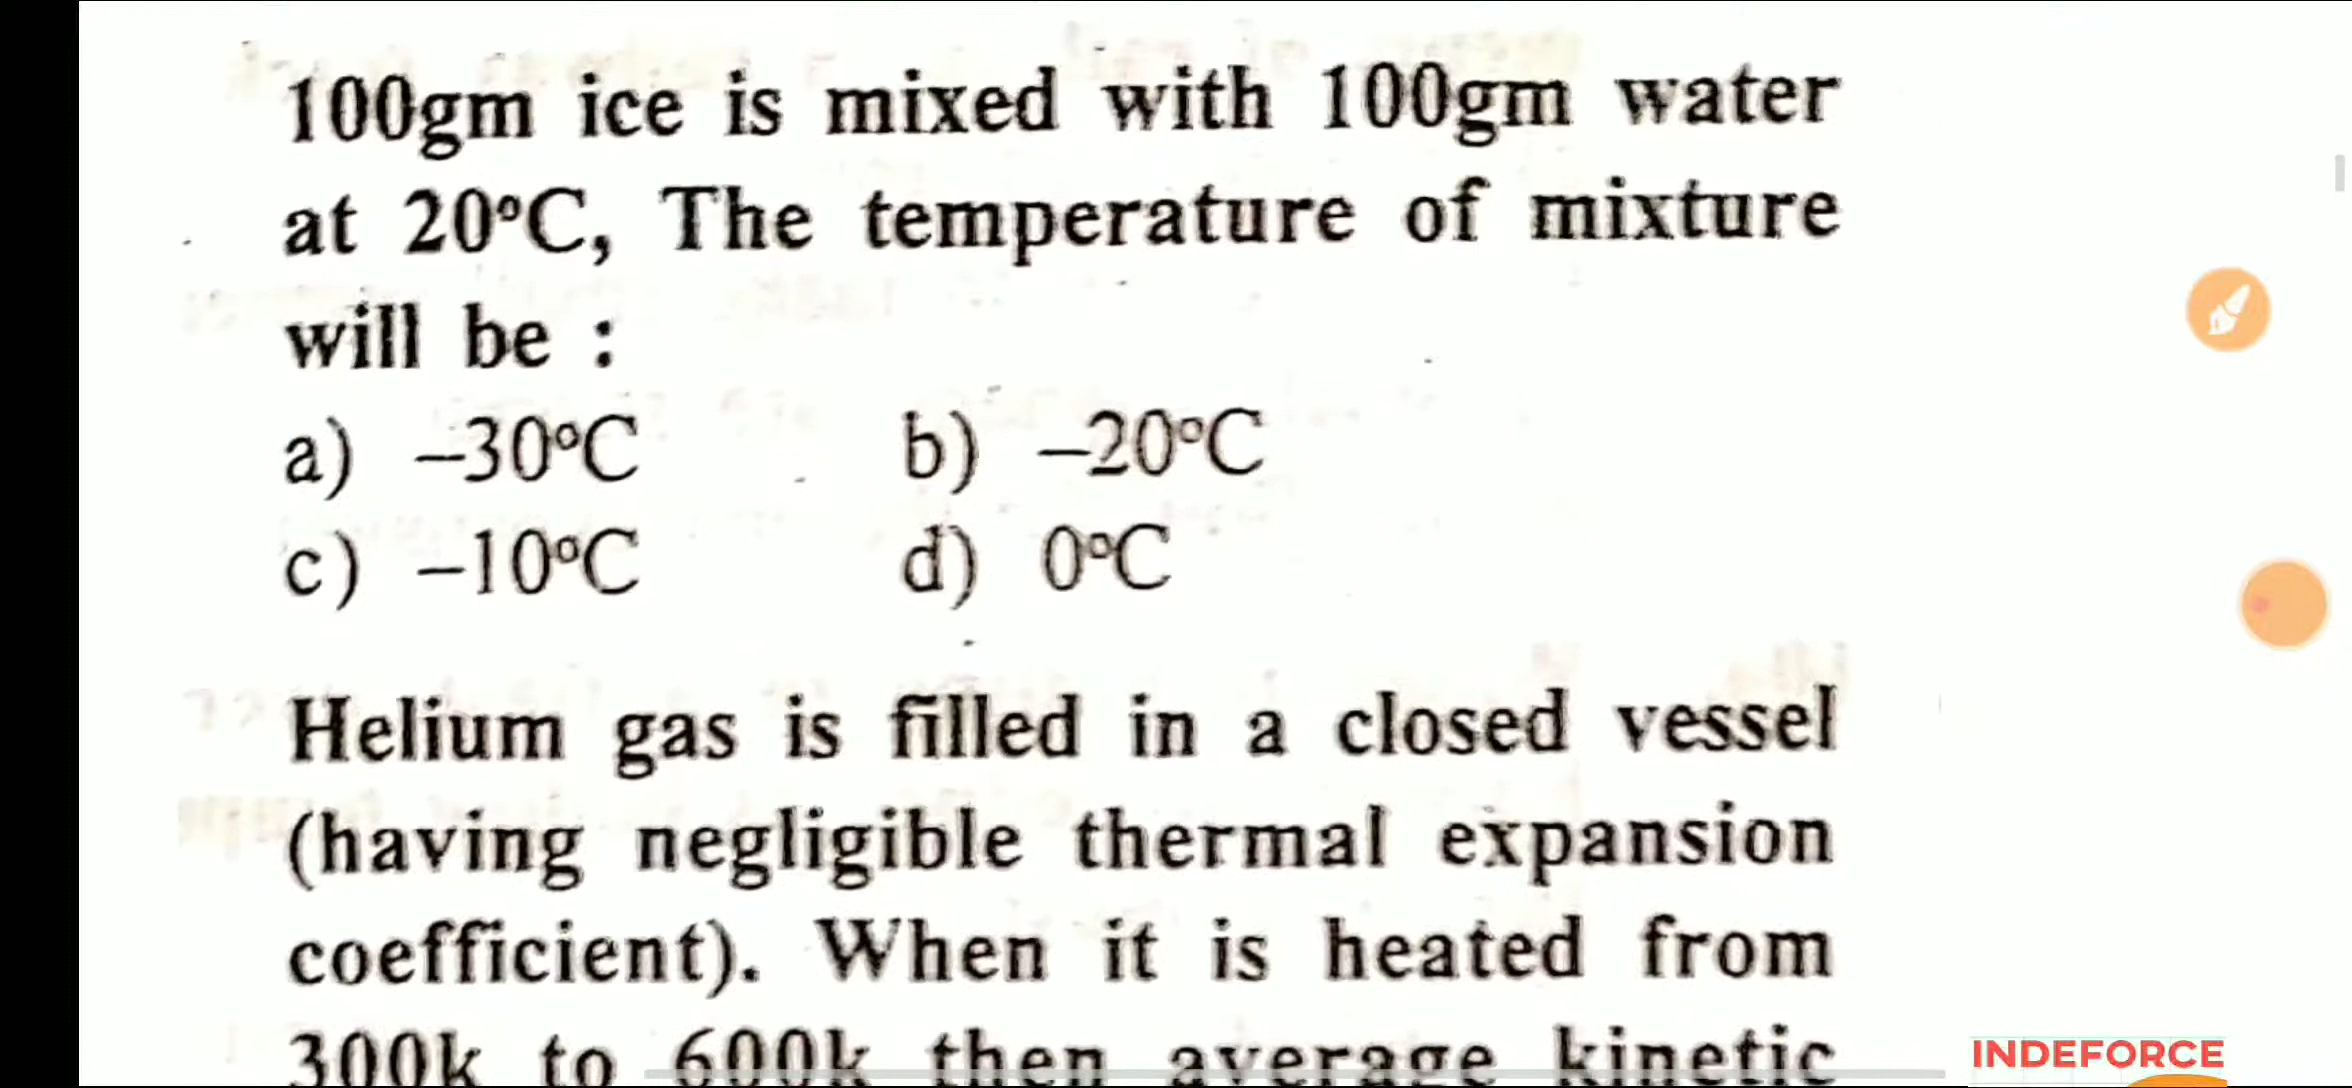 100gm ice is mixed with 100gm water
at 20°C, The temperature of mixture
will be :
a) –30°C b) –20°C
c) –10°C d) 0°C
Helium gas is filled in a closed vessel
(having negligible thermal expansion
coefficient). When it is heated from
300k to 600k then average kinetic
INDEFORCE